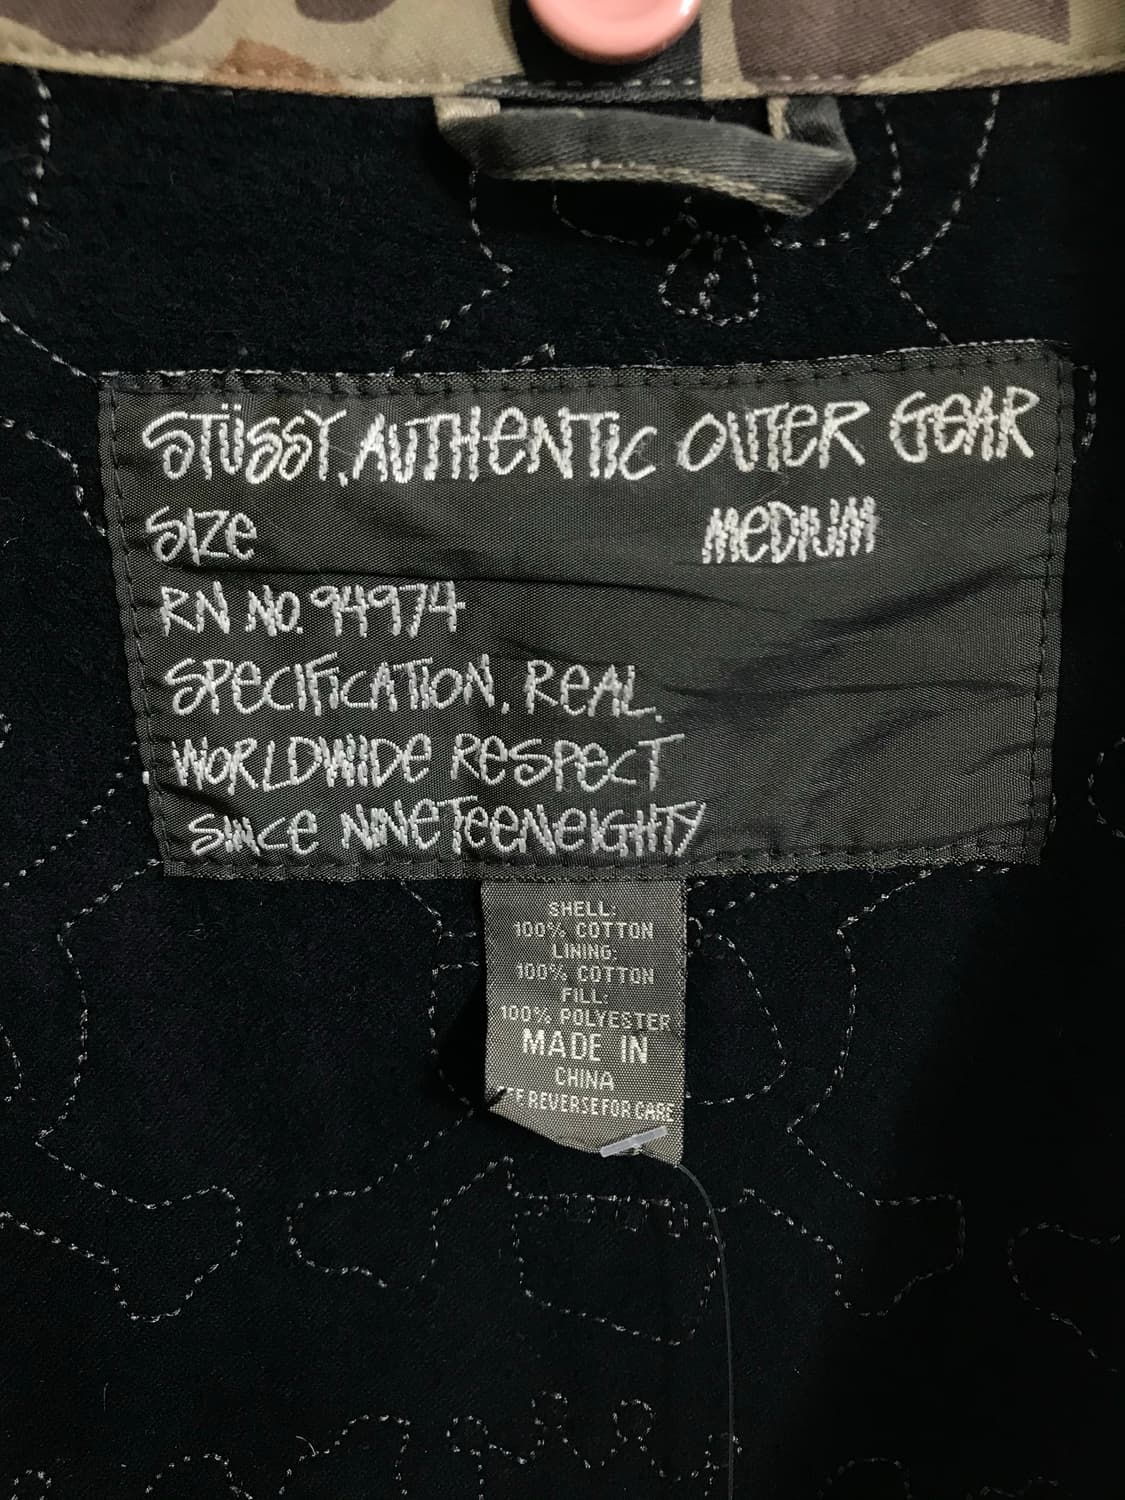 STÜSSY. AUTHENTIC OUTER GEAR
SIZE MEDIUM
RN NO. 94974
SPECIFICATION. REAL.
WORLDWIDE RESPECT
SINCE NINETEENEIGHTY
SHELL:
100% COTTON
LINING:
100% COTTON
FILL:
100% POLYESTER
MADE IN
CHINA
SEE REVERSE FOR CARE